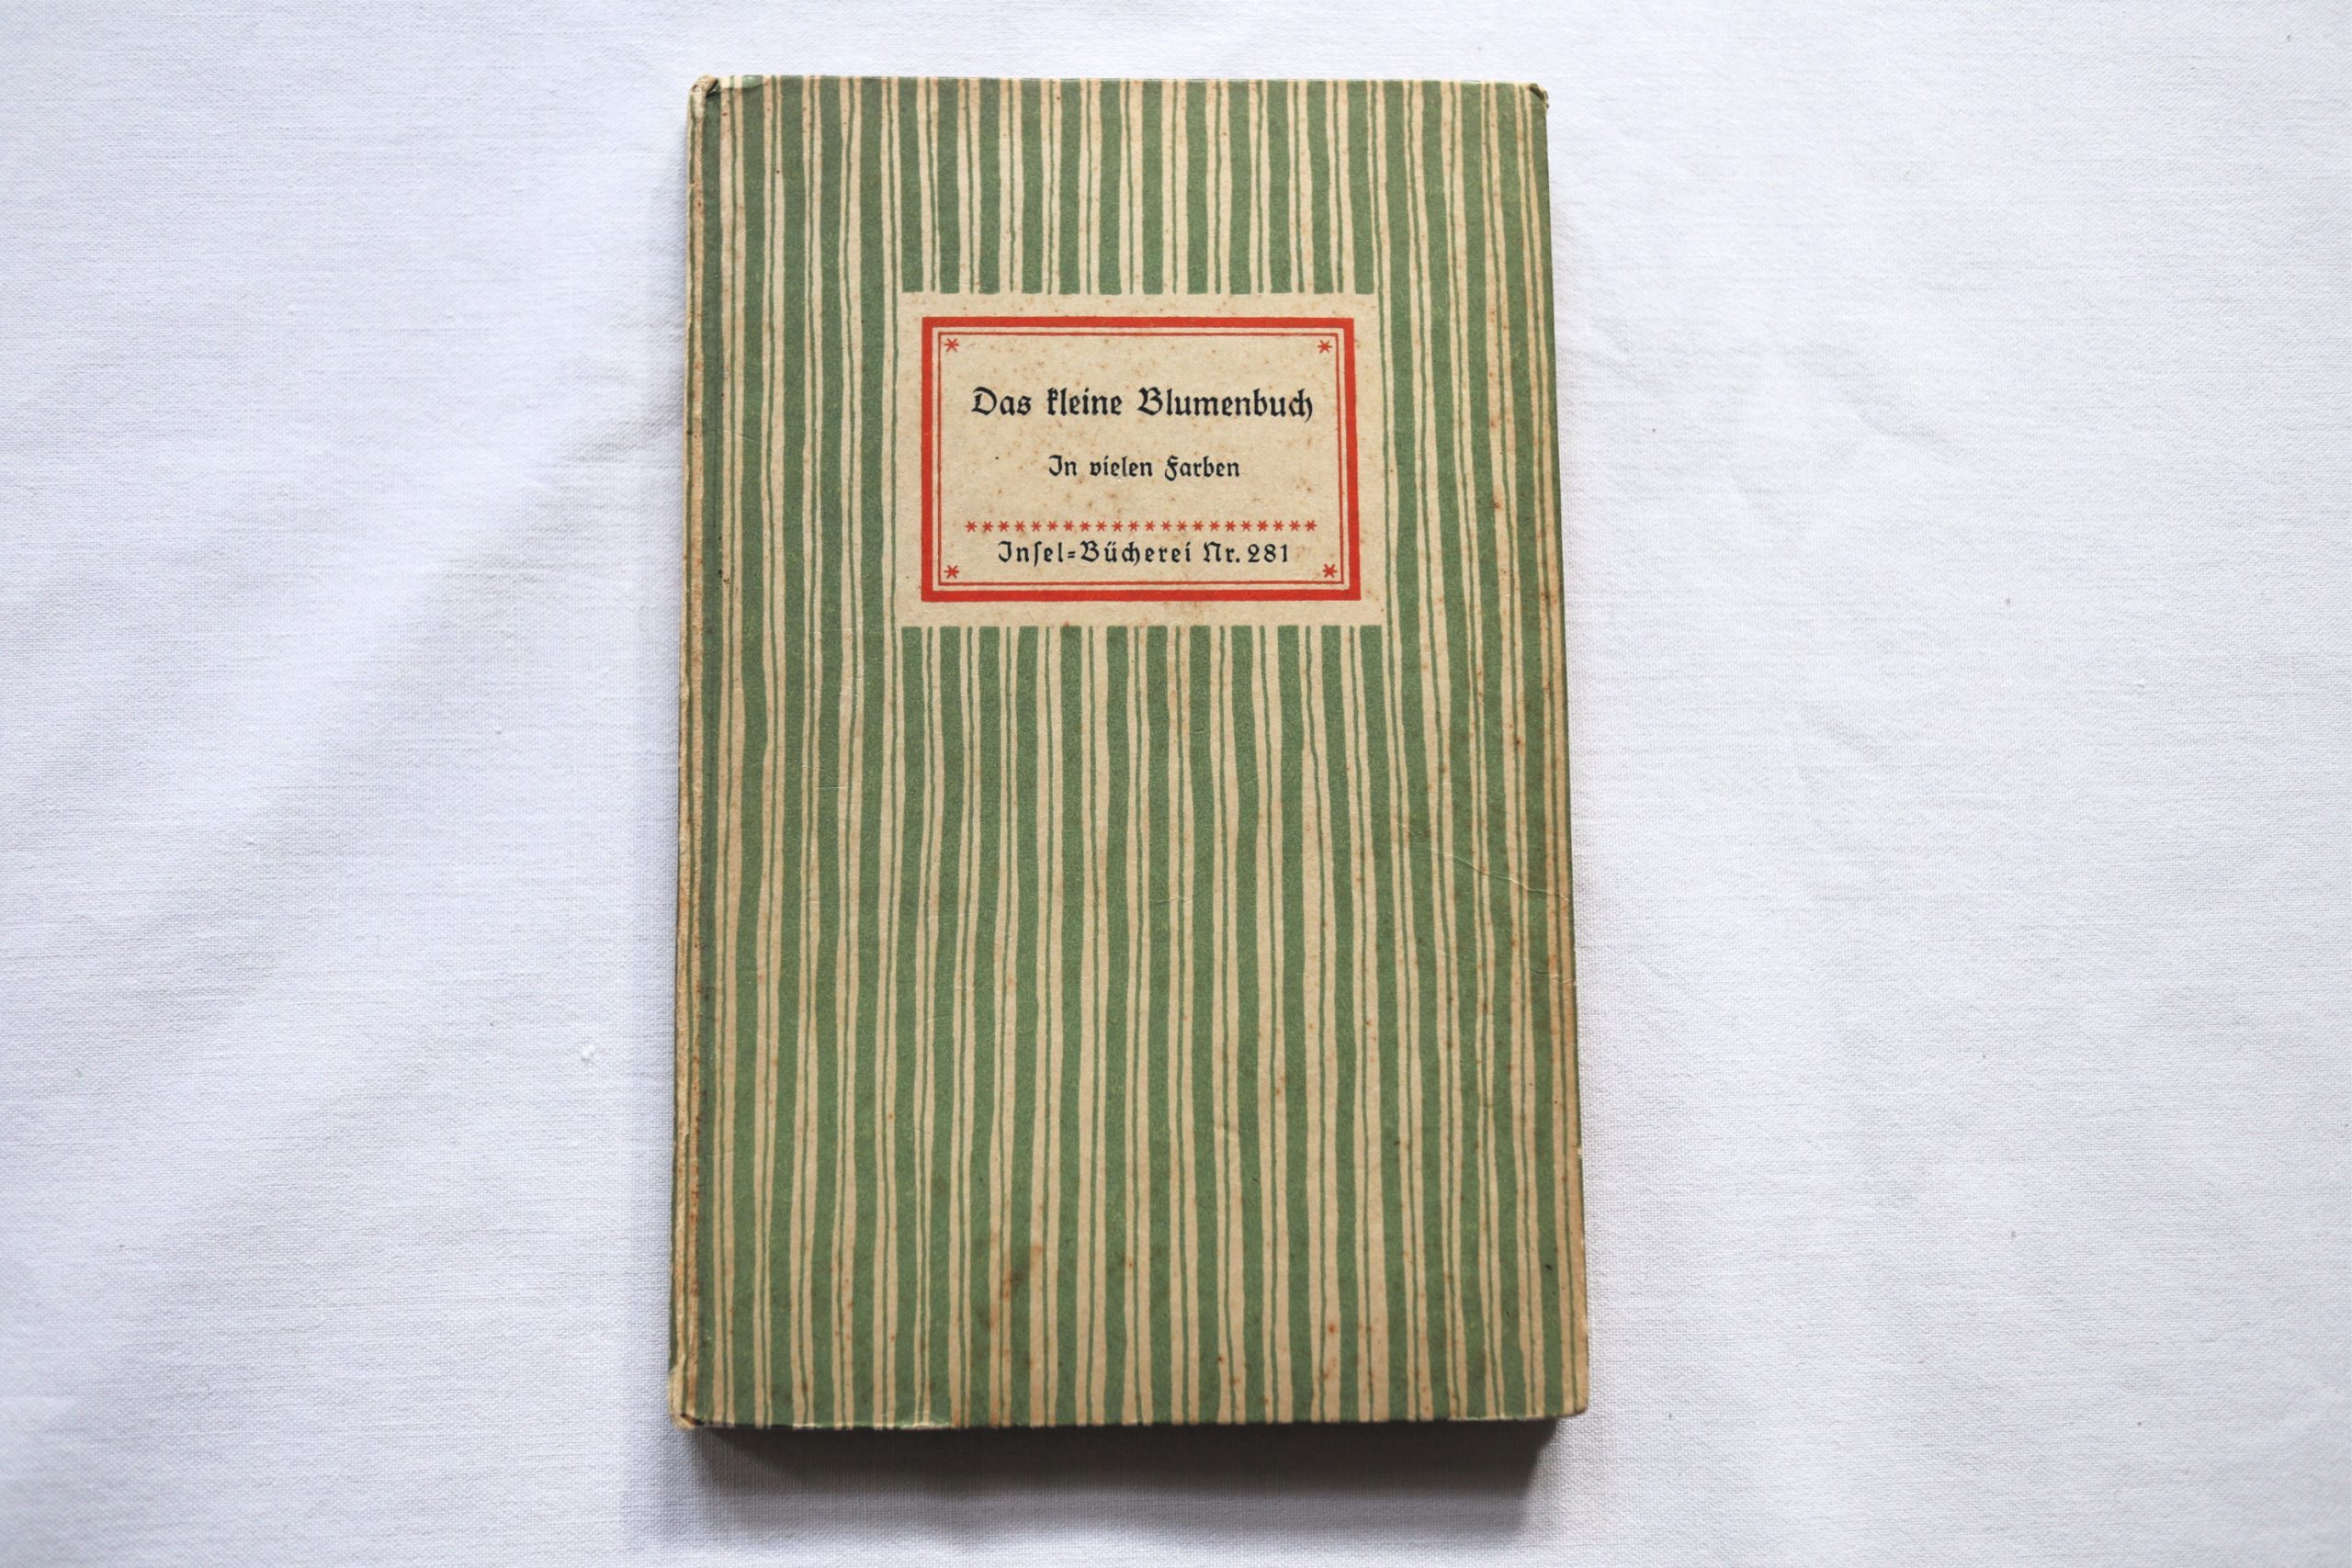 Das kleine Blumenbuch
In vielen Farben
**********************
Inſel=Bücherei Nr. 281